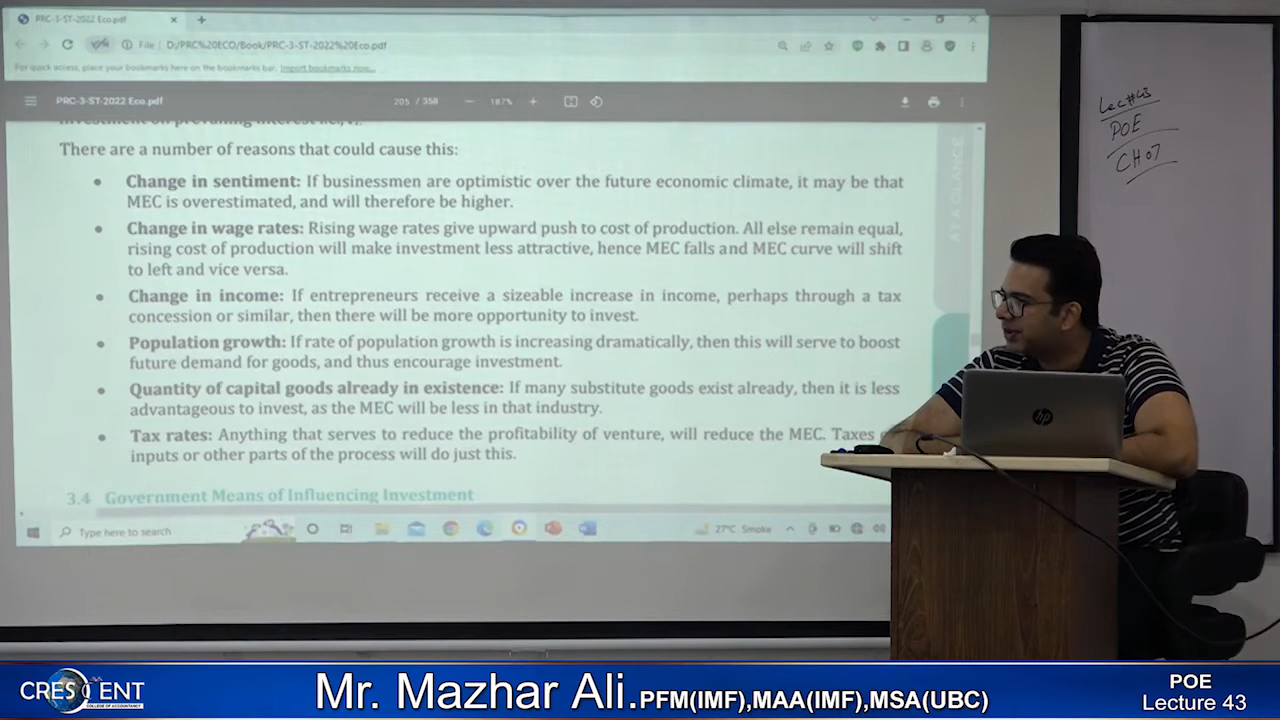 PRC-3-ST-2022 Eco.pdf
File D:/PRC%20ECO/Book/PRC-3-ST-2022%20Eco.pdf
For quick access, place your bookmarks here on the bookmarks bar. Import bookmarks now...
PRC-3-ST-2022 Eco.pdf 205 / 358 187%
There are a number of reasons that could cause this:
• Change in sentiment: If businessmen are optimistic over the future economic climate, it may be that
MEC is overestimated, and will therefore be higher.
• Change in wage rates: Rising wage rates give upward push to cost of production. All else remain equal,
rising cost of production will make investment less attractive, hence MEC falls and MEC curve will shift
to left and vice versa.
• Change in income: If entrepreneurs receive a sizeable increase in income, perhaps through a tax
concession or similar, then there will be more opportunity to invest.
• Population growth: If rate of population growth is increasing dramatically, then this will serve to boost
future demand for goods, and thus encourage investment.
• Quantity of capital goods already in existence: If many substitute goods exist already, then it is less
advantageous to invest, as the MEC will be less in that industry.
• Tax rates: Anything that serves to reduce the profitability of venture, will reduce the MEC. Taxes
inputs or other parts of the process will do just this.
3.4 Government Means of Influencing Investment
AT A GLANCE
Type here to search
27°C Smoke
Lec#43
POE
CH07
hp
CRESCENT
COLLEGE OF ACCOUNTANCY
Mr. Mazhar Ali.PFM(IMF),MAA(IMF),MSA(UBC)
POE
Lecture 43